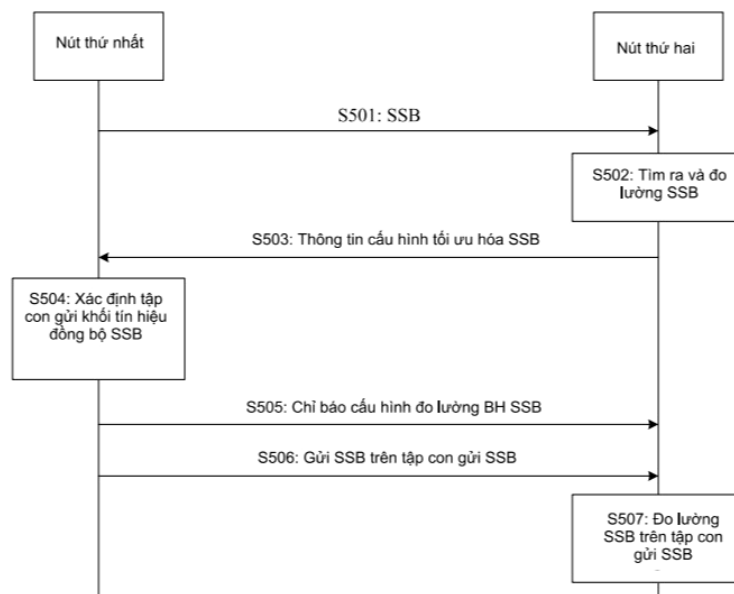 Nút thứ nhất
Nút thứ hai
S501: SSB
S502: Tìm ra và đo
lường SSB
S503: Thông tin cấu hình tối ưu hóa SSB
S504: Xác định tập
con gửi khối tín hiệu
đồng bộ SSB
S505: Chỉ báo cấu hình đo lường BH SSB
S506: Gửi SSB trên tập con gửi SSB
S507: Đo lường
SSB trên tập con
gửi SSB